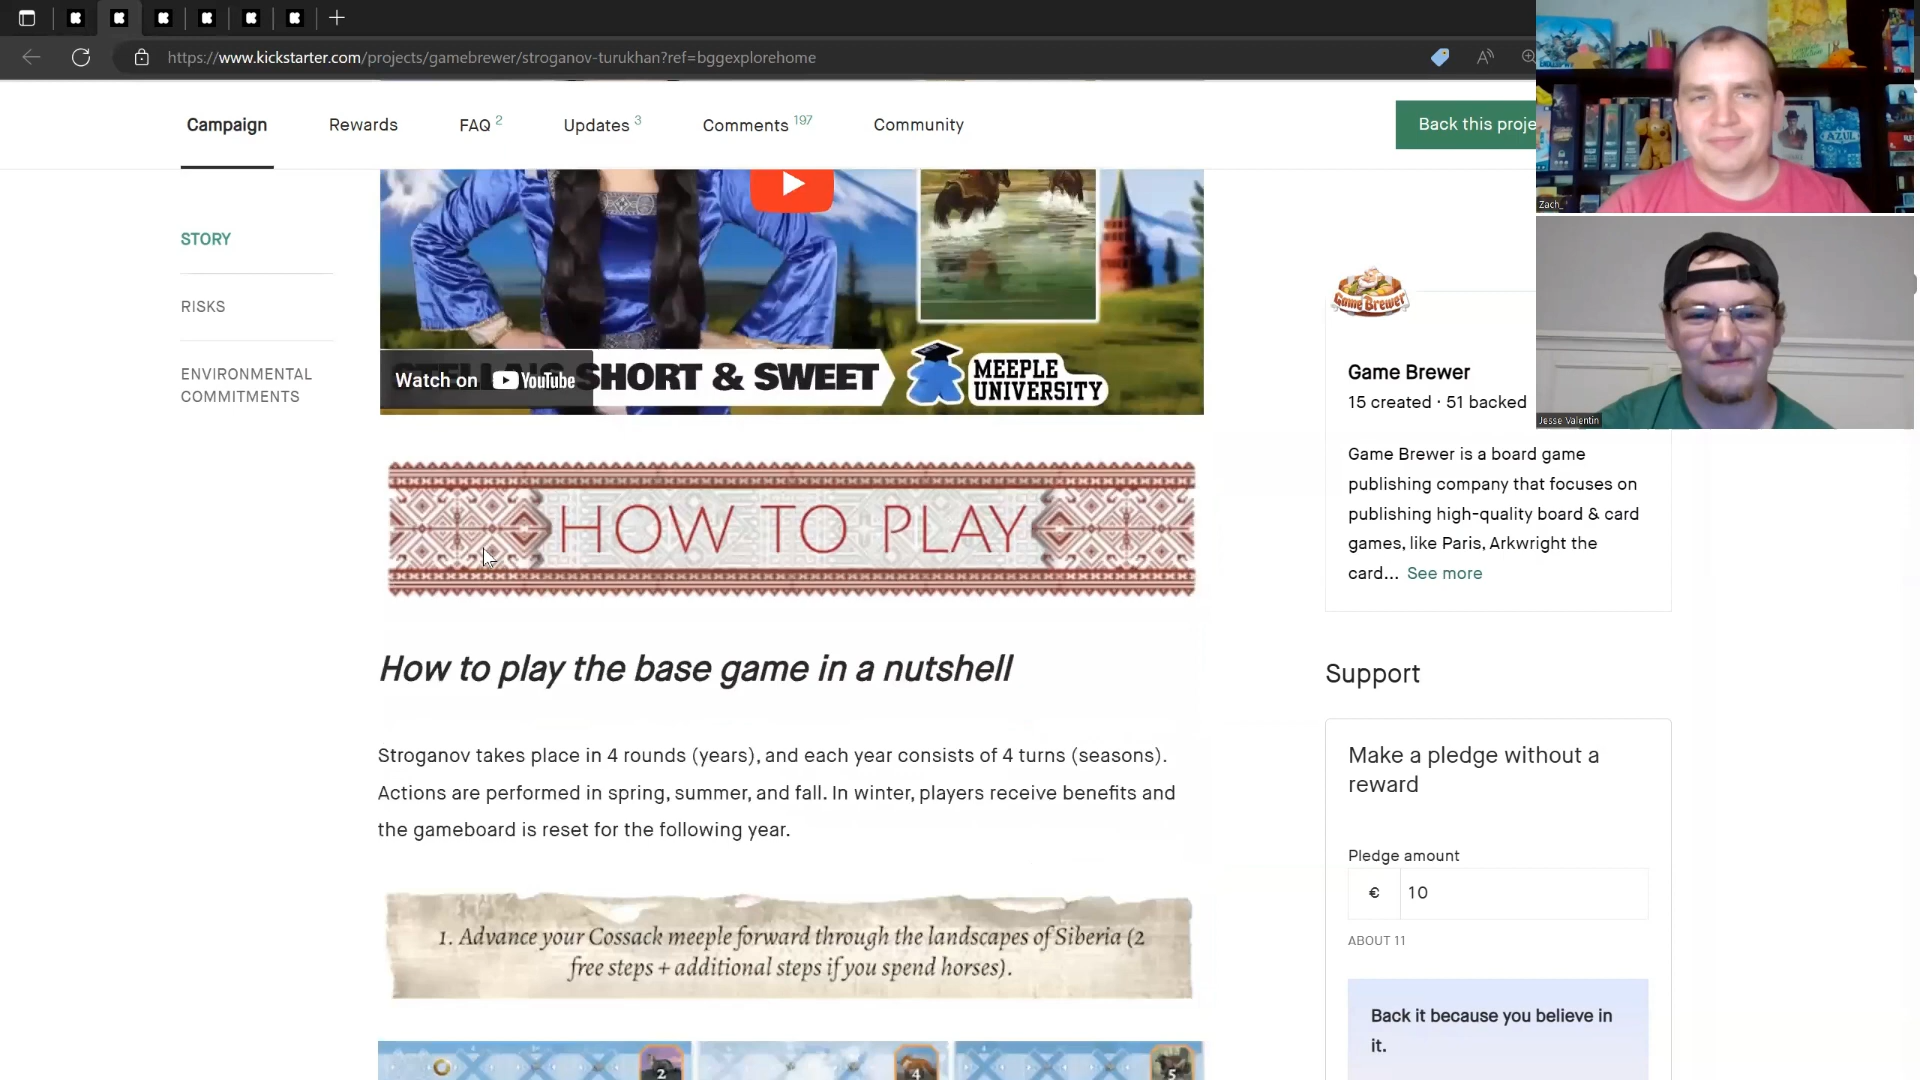 https://www.kickstarter.com/projects/gamebrewer/stroganov-turukhan?ref=bggexplorehome
Campaign
Rewards
FAQ 2
Updates 3
Comments 197
Community
Back this proje
STORY
RISKS
ENVIRONMENTAL
COMMITMENTS
Watch on YouTube
SHORT & SWEET
MEEPLE
UNIVERSITY
HOW TO PLAY
How to play the base game in a nutshell
Stroganov takes place in 4 rounds (years), and each year consists of 4 turns (seasons).
Actions are performed in spring, summer, and fall. In winter, players receive benefits and
the gameboard is reset for the following year.
1. Advance your Cossack meeple forward through the landscapes of Siberia (2
free steps + additional steps if you spend horses).
2
4
5
Game Brewer
Game Brewer
15 created · 51 backed
Game Brewer is a board game
publishing company that focuses on
publishing high-quality board & card
games, like Paris, Arkwright the
card... See more
Support
Make a pledge without a
reward
Pledge amount
€ 10
ABOUT 11
Back it because you believe in
it.
AZUL
Zach_
Jesse Valentin